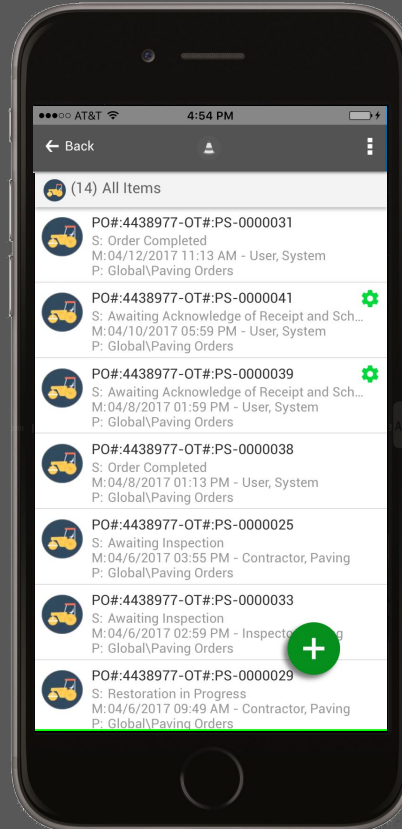 AT&T 4:54 PM
← Back
(14) All Items
PO#:4438977-OT#:PS-0000031
S: Order Completed
M:04/12/2017 11:13 AM - User, System
P: Global\Paving Orders
PO#:4438977-OT#:PS-0000041
S: Awaiting Acknowledge of Receipt and Sch...
M:04/10/2017 05:59 PM - User, System
P: Global\Paving Orders
PO#:4438977-OT#:PS-0000039
S: Awaiting Acknowledge of Receipt and Sch...
M:04/8/2017 01:59 PM - User, System
P: Global\Paving Orders
PO#:4438977-OT#:PS-0000038
S: Order Completed
M:04/8/2017 01:13 PM - User, System
P: Global\Paving Orders
PO#:4438977-OT#:PS-0000025
S: Awaiting Inspection
M:04/6/2017 03:55 PM - Contractor, Paving
P: Global\Paving Orders
PO#:4438977-OT#:PS-0000033
S: Awaiting Inspection
M:04/6/2017 02:59 PM - Inspecto
P: Global\Paving Orders
PO#:4438977-OT#:PS-0000029
S: Restoration in Progress
M:04/6/2017 09:49 AM - Contractor, Paving
P: Global\Paving Orders